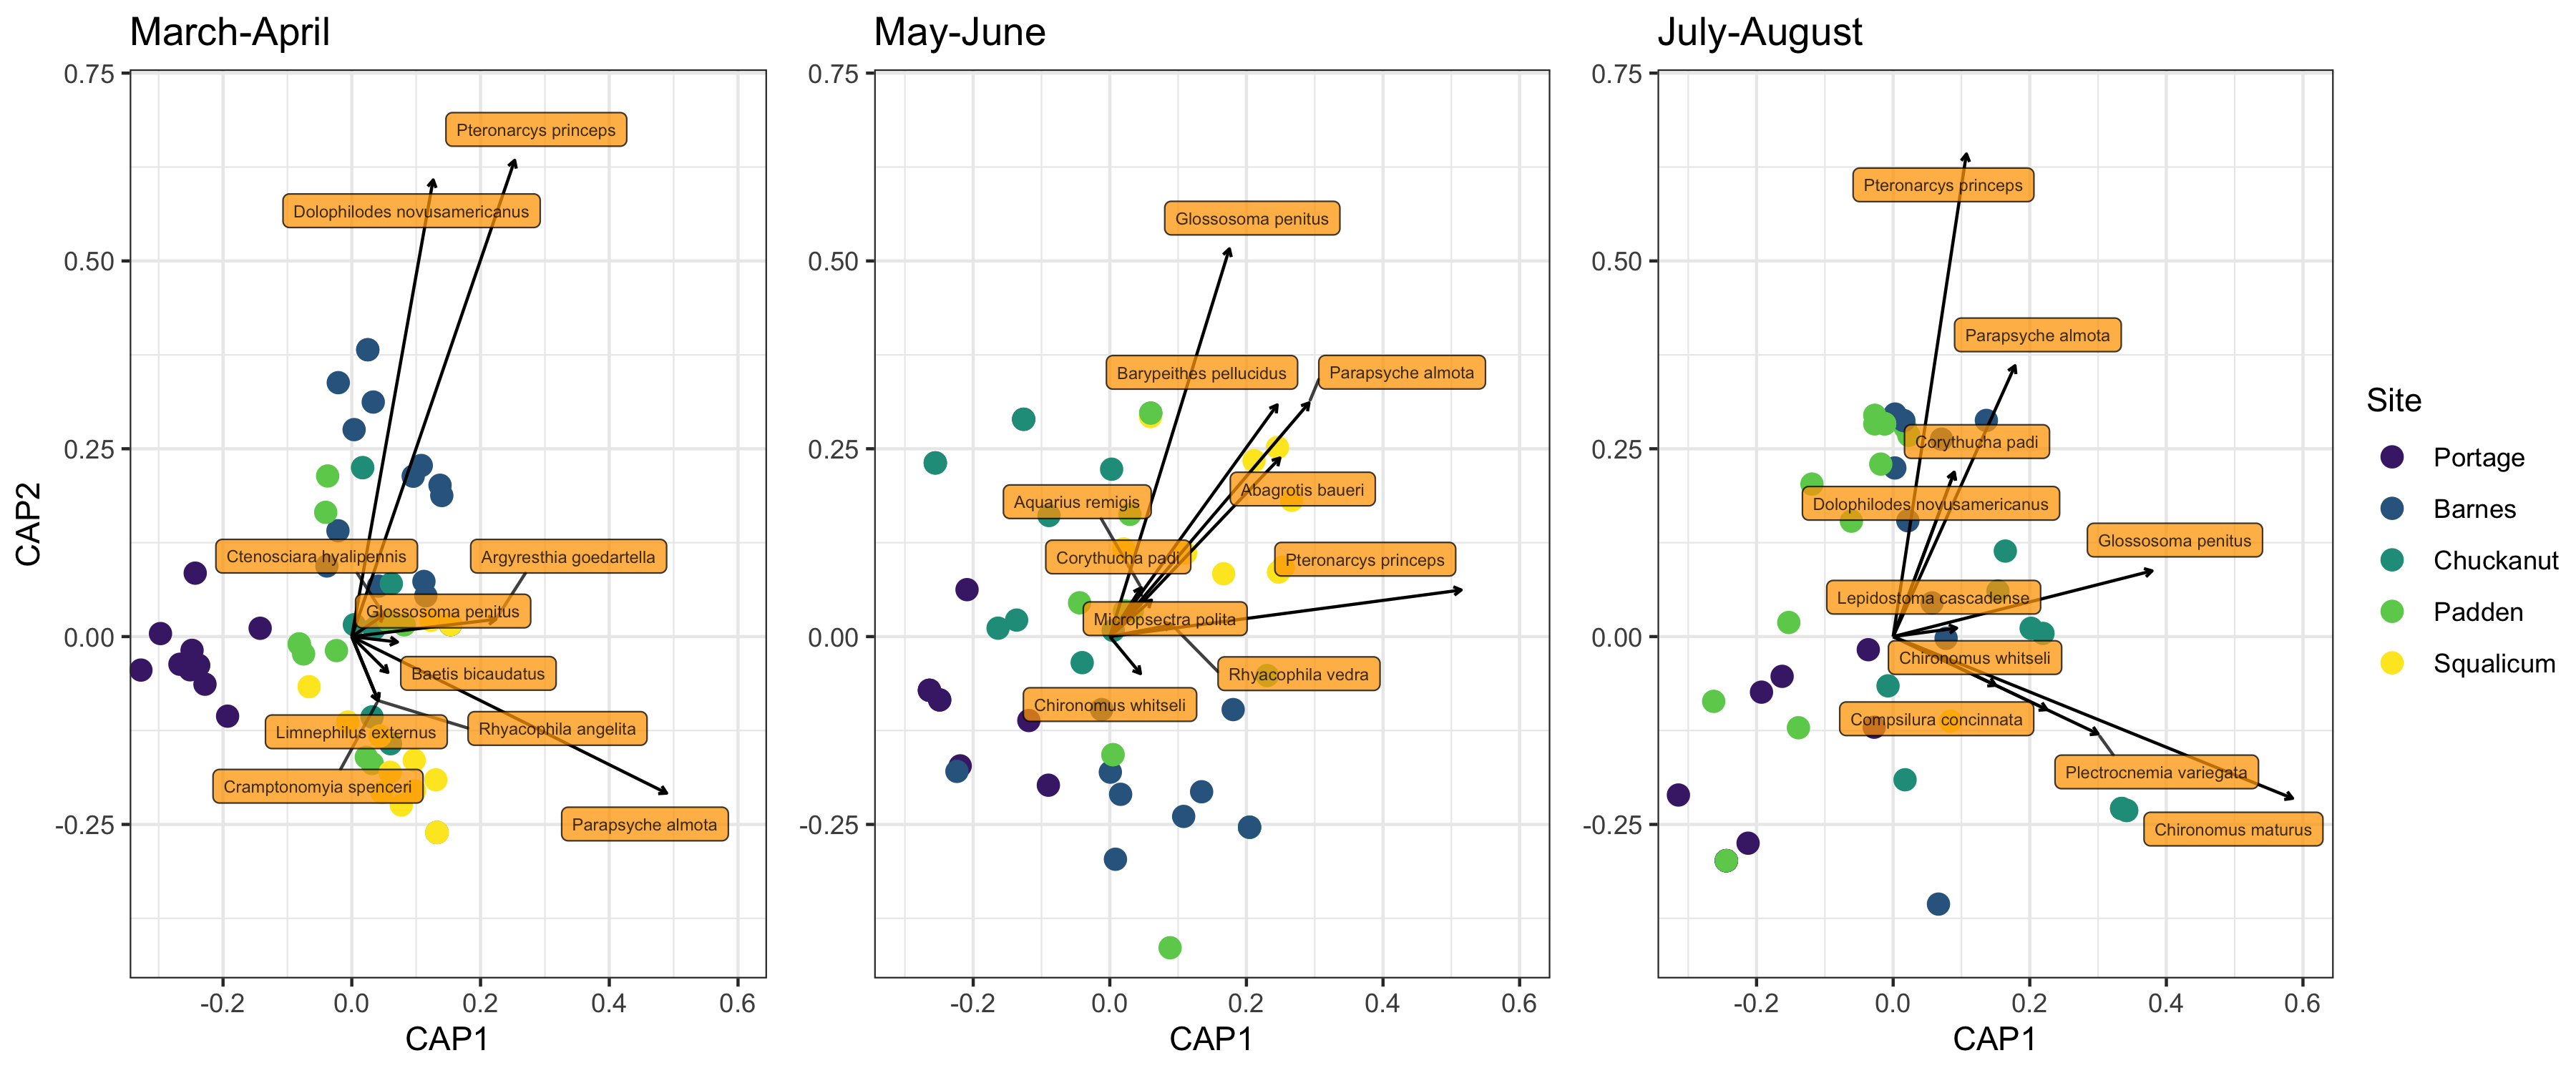 March-April
May-June
July-August
CAP2
0.75
0.50
0.25
0.00
-0.25
Pteronarcys princeps
Dolophilodes novusamericanus
Ctenosciara hyalipennis
Argyresthia goedartella
Glossosoma penitus
Baetis bicaudatus
Limnephilus externus
Rhyacophila angelita
Cramptonomyia spenceri
Parapsyche almota
-0.2 0.0 0.2 0.4 0.6
CAP1
0.75
0.50
0.25
0.00
-0.25
Glossosoma penitus
Barypeithes pellucidus
Parapsyche almota
Abagrotis baueri
Aquarius remigis
Corythucha padi
Pteronarcys princeps
Micropsectra polita
Rhyacophila vedra
Chironomus whitseli
-0.2 0.0 0.2 0.4 0.6
CAP1
0.75
0.50
0.25
0.00
-0.25
Pteronarcys princeps
Parapsyche almota
Corythucha padi
Dolophilodes novusamericanus
Glossosoma penitus
Lepidostoma cascadense
Chironomus whitseli
Compsilura concinnata
Plectrocnemia variegata
Chironomus maturus
-0.2 0.0 0.2 0.4 0.6
CAP1
Site
Portage
Barnes
Chuckanut
Padden
Squalicum